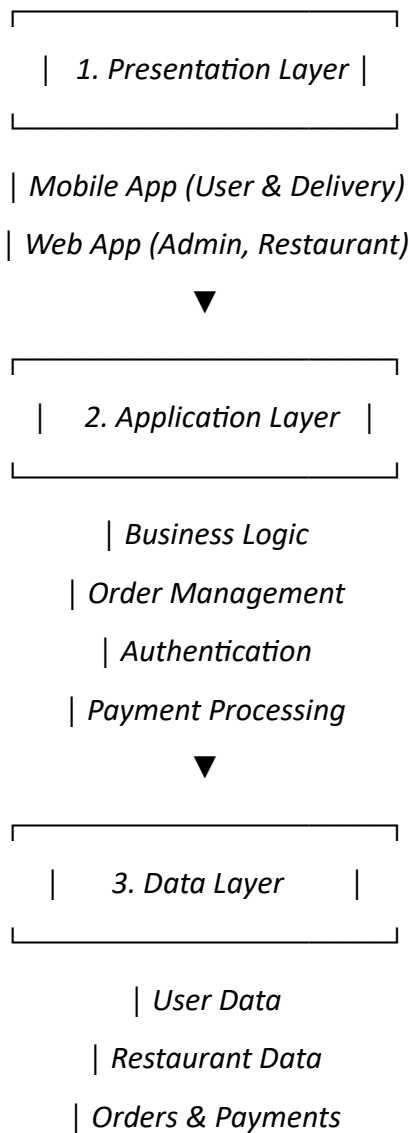 | 1. Presentation Layer |
| Mobile App (User & Delivery)
| Web App (Admin, Restaurant)
▼
| 2. Application Layer |
| Business Logic
| Order Management
| Authentication
| Payment Processing
▼
| 3. Data Layer |
| User Data
| Restaurant Data
| Orders & Payments